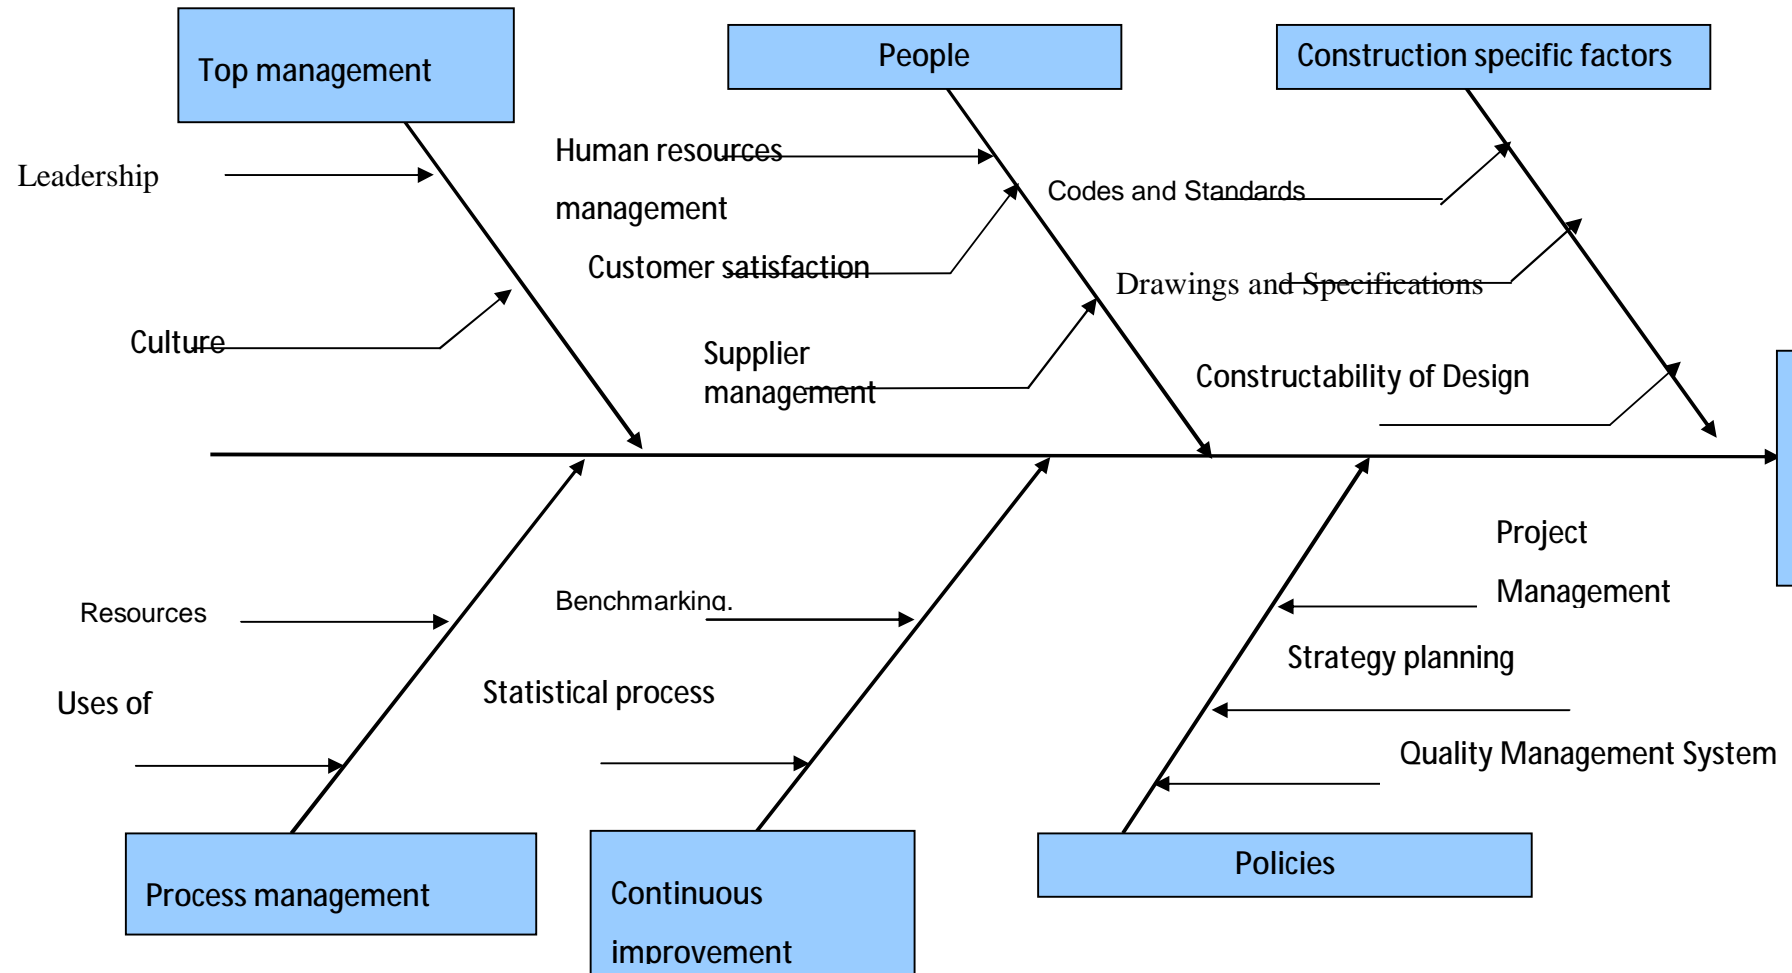 Top management
People
Construction specific factors
Leadership
Human resources
management
Codes and Standards
Customer satisfaction
Drawings and Specifications
Culture
Supplier
management
Constructability of Design
Project
Management
Resources
Benchmarking.
Strategy planning
Uses of
Statistical process
Quality Management System
Process management
Continuous
improvement
Policies